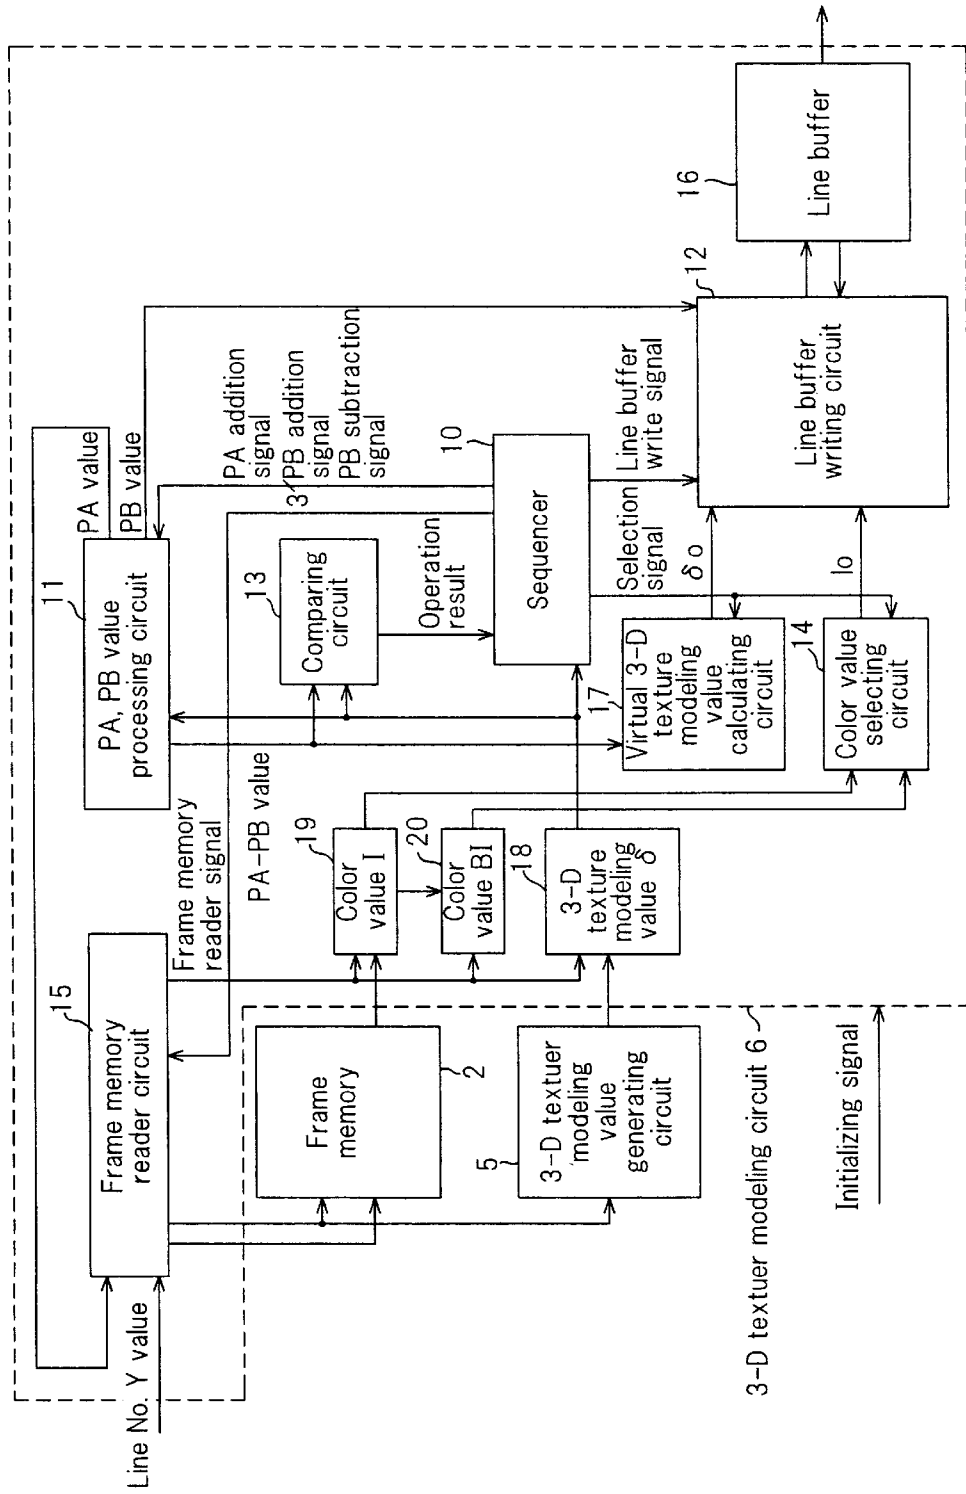 Line No. Y value
15
Frame memory
reader circuit
11
PA, PB value
processing circuit
PA value
PB value
Frame memory
reader signal
PA-PB value
13
Comparing
circuit
Operation
result
PA addition
signal
3
PB addition
signal
PB subtraction
signal
10
Sequencer
Frame
memory
2
5
3-D textuer
modeling
value
generating
circuit
19
Color
value I
20
Color
value BI
18
3-D
texture
modeling
value δ
17
Virtual 3-D
texture
modeling
value
calculating
circuit
14
Color value
selecting
circuit
Selection
signal
δo
Io
Line buffer
write signal
12
Line buffer
writing circuit
16
Line buffer
3-D textuer modeling circuit 6
Initializing signal